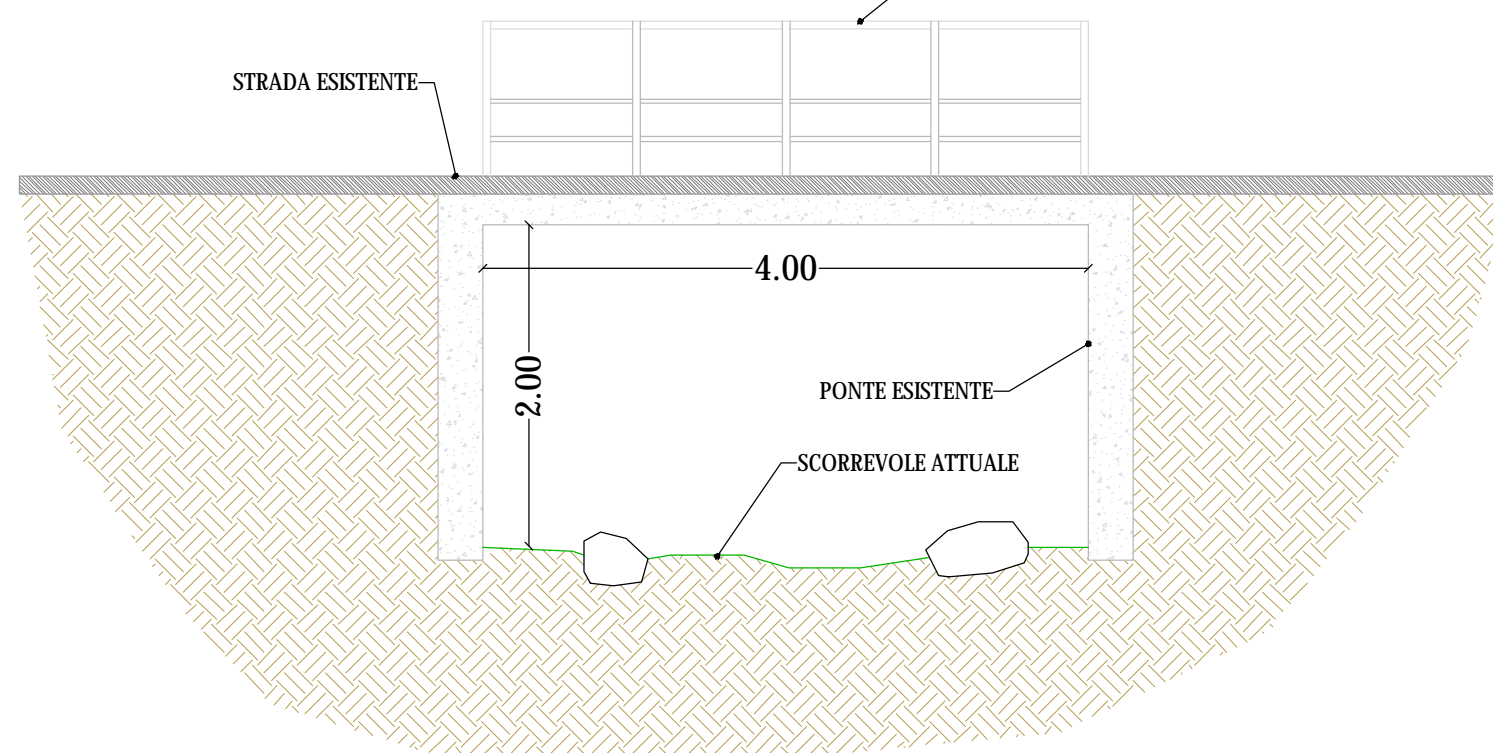 STRADA ESISTENTE
4.00
2.00
PONTE ESISTENTE
SCORREVOLE ATTUALE